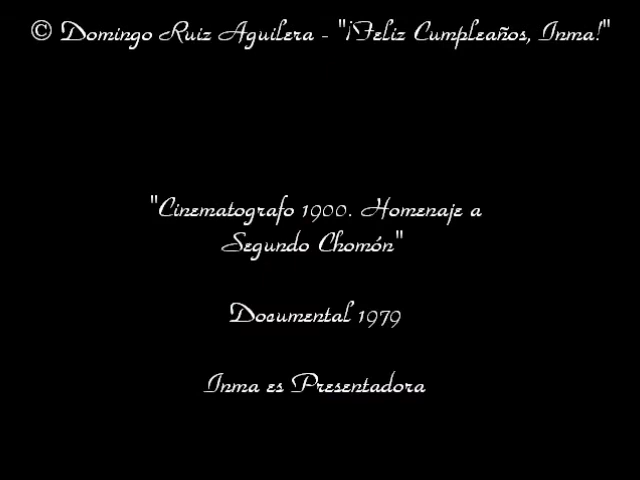 © Domingo Ruiz Aguilera - "¡Feliz Cumpleaños, Inma!"
"Cinematografo 1900. Homenaje a
Segundo Chomón"
Documental 1979
Inma es Presentadora